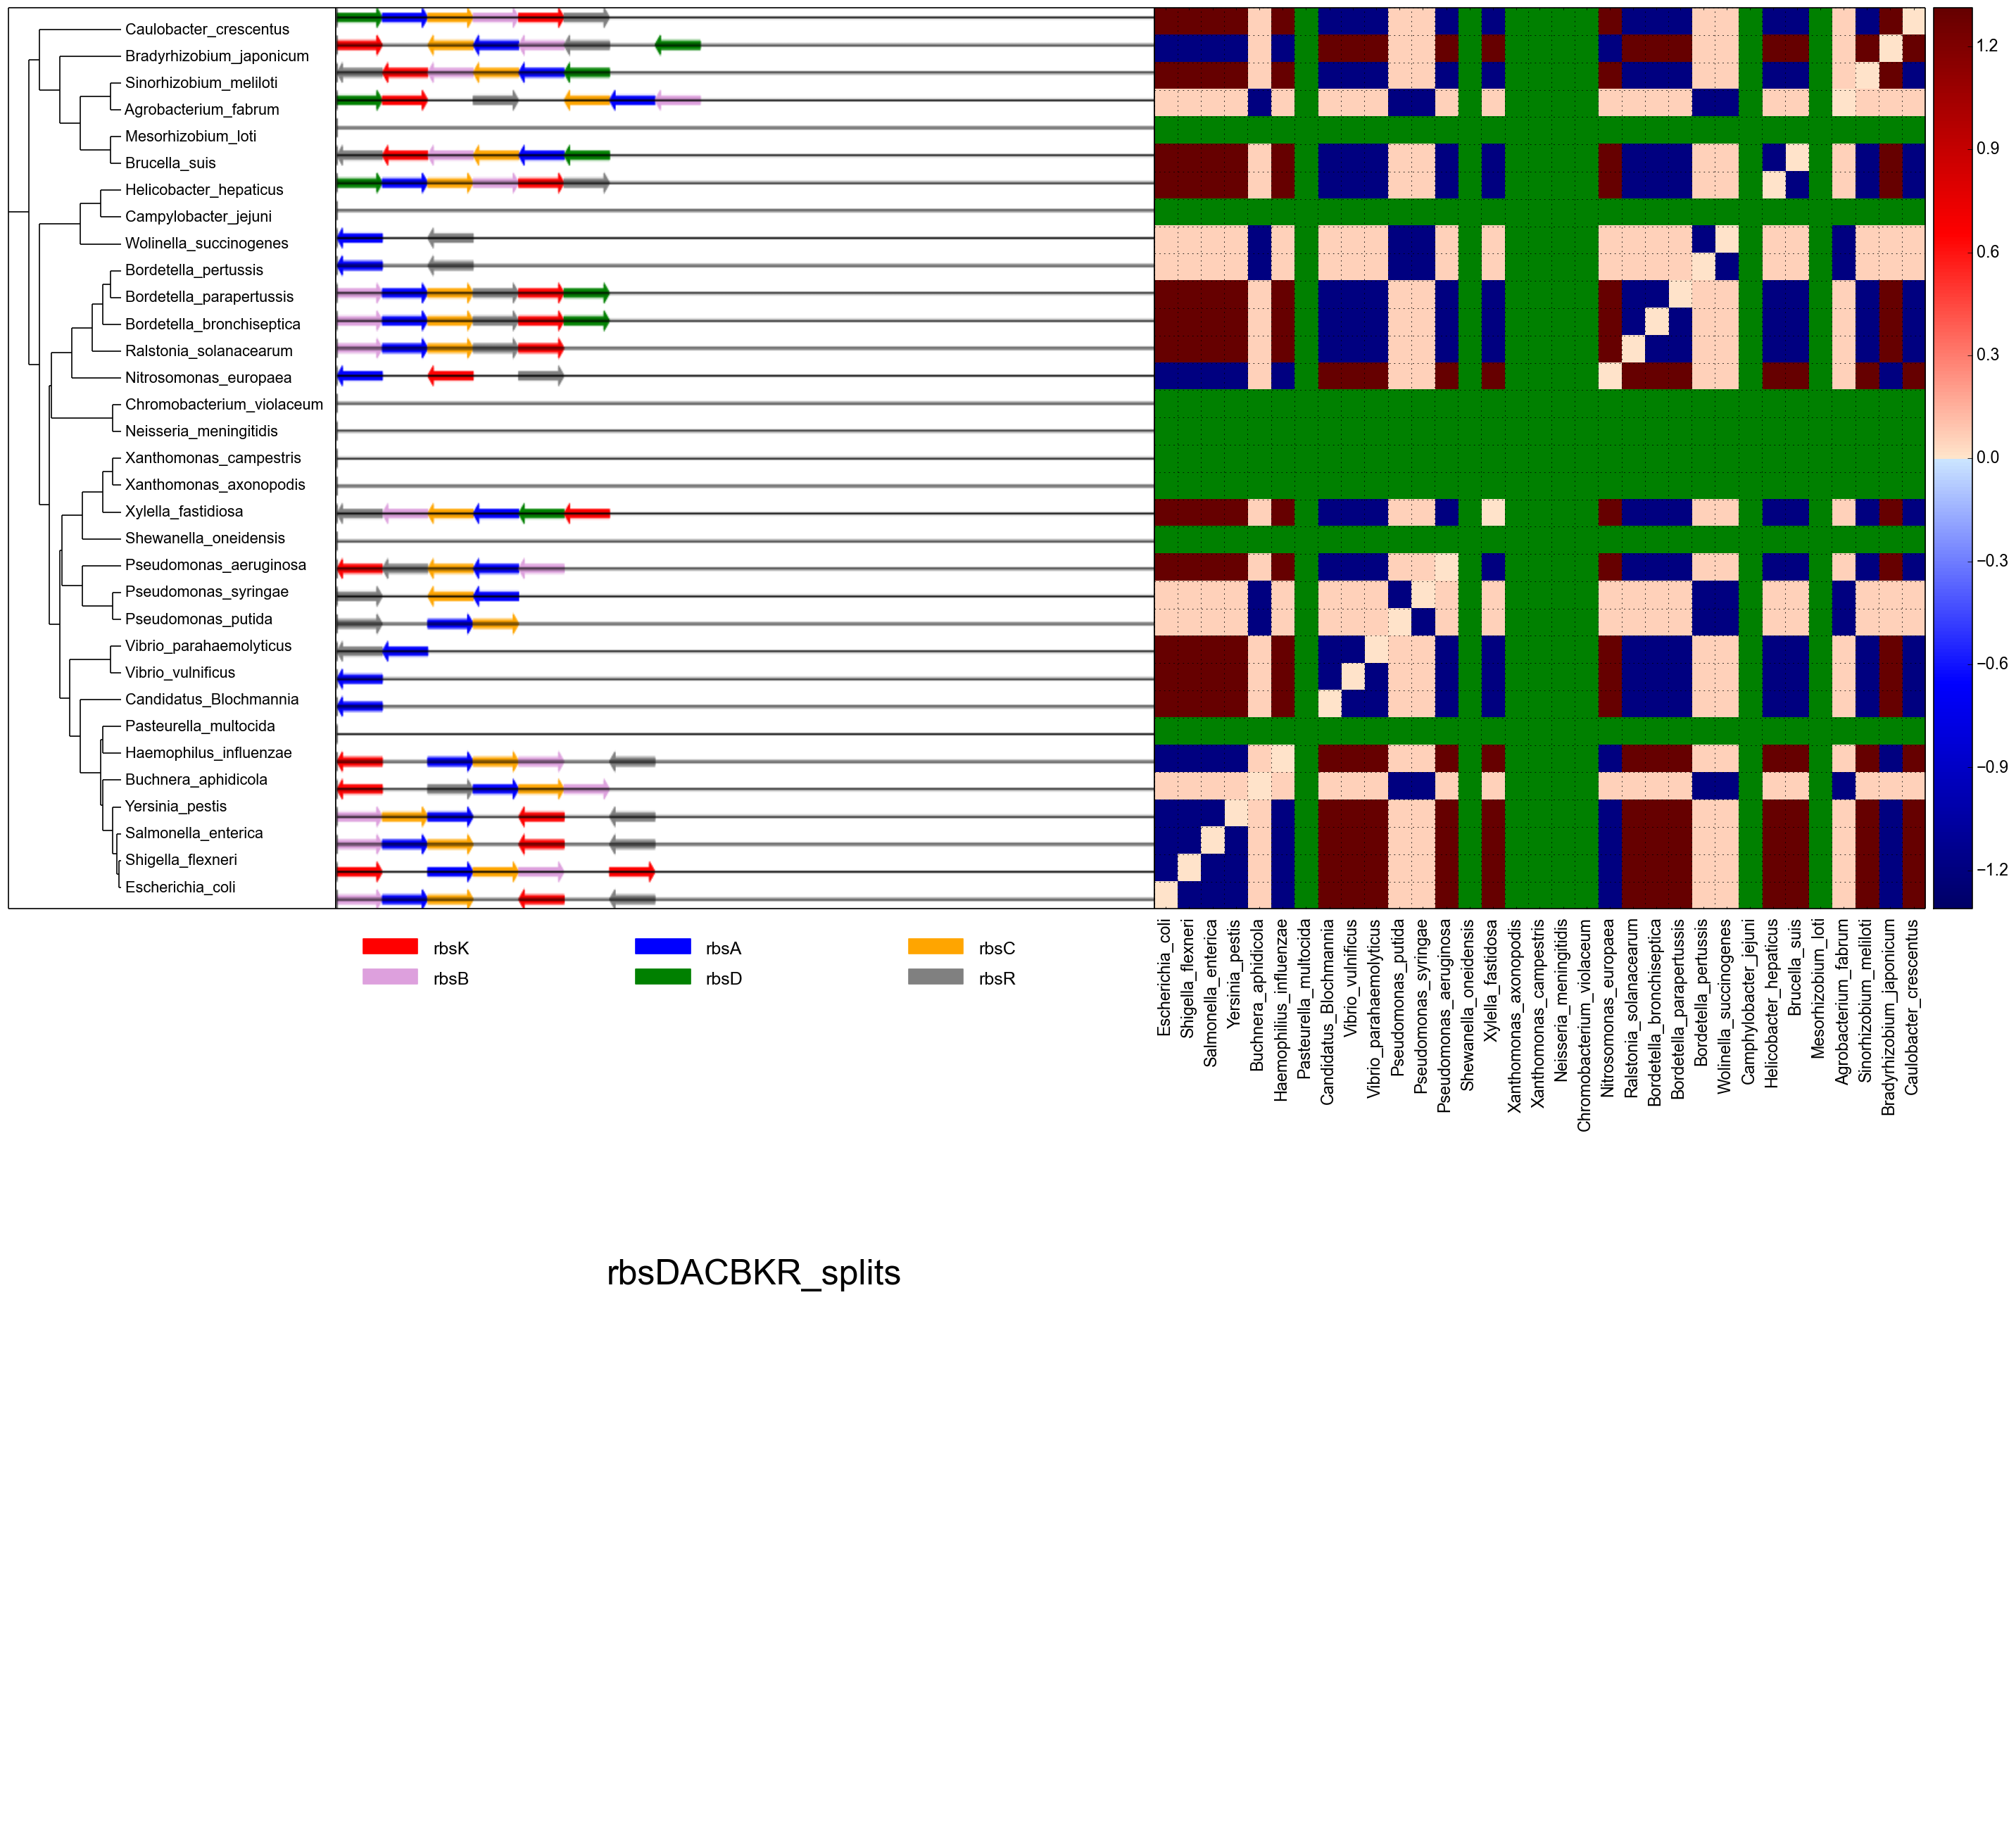 Caulobacter_crescentus
Bradyrhizobium_japonicum
Sinorhizobium_meliloti
Agrobacterium_fabrum
Mesorhizobium_loti
Brucella_suis
Helicobacter_hepaticus
Campylobacter_jejuni
Wolinella_succinogenes
Bordetella_pertussis
Bordetella_parapertussis
Bordetella_bronchiseptica
Ralstonia_solanacearum
Nitrosomonas_europaea
Chromobacterium_violaceum
Neisseria_meningitidis
Xanthomonas_campestris
Xanthomonas_axonopodis
Xylella_fastidiosa
Shewanella_oneidensis
Pseudomonas_aeruginosa
Pseudomonas_syringae
Pseudomonas_putida
Vibrio_parahaemolyticus
Vibrio_vulnificus
Candidatus_Blochmannia
Pasteurella_multocida
Haemophilus_influenzae
Buchnera_aphidicola
Yersinia_pestis
Salmonella_enterica
Shigella_flexneri
Escherichia_coli
1.2
0.9
0.6
0.3
0.0
−0.3
−0.6
−0.9
−1.2
rbsK rbsA rbsC
rbsB rbsD rbsR
Escherichia_coli
Shigella_flexneri
Salmonella_enterica
Yersinia_pestis
Buchnera_aphidicola
Haemophilus_influenzae
Pasteurella_multocida
Candidatus_Blochmannia
Vibrio_vulnificus
Vibrio_parahaemolyticus
Pseudomonas_putida
Pseudomonas_syringae
Pseudomonas_aeruginosa
Shewanella_oneidensis
Xylella_fastidosa
Xanthomonas_axonopodis
Xanthomonas_campestris
Neisseria_meningitidis
Chromobacterium_violaceum
Nitrosomonas_europaea
Ralstonia_solanacearum
Bordetella_bronchiseptica
Bordetella_parapertussis
Bordetella_pertussis
Wolinella_succinogenes
Camphylobacter_jejuni
Helicobacter_hepaticus
Brucella_suis
Mesorhizobium_loti
Agrobacterium_fabrum
Sinorhizobium_meliloti
Bradyrhizobium_japonicum
Caulobacter_crescentus
rbsDACBKR_splits